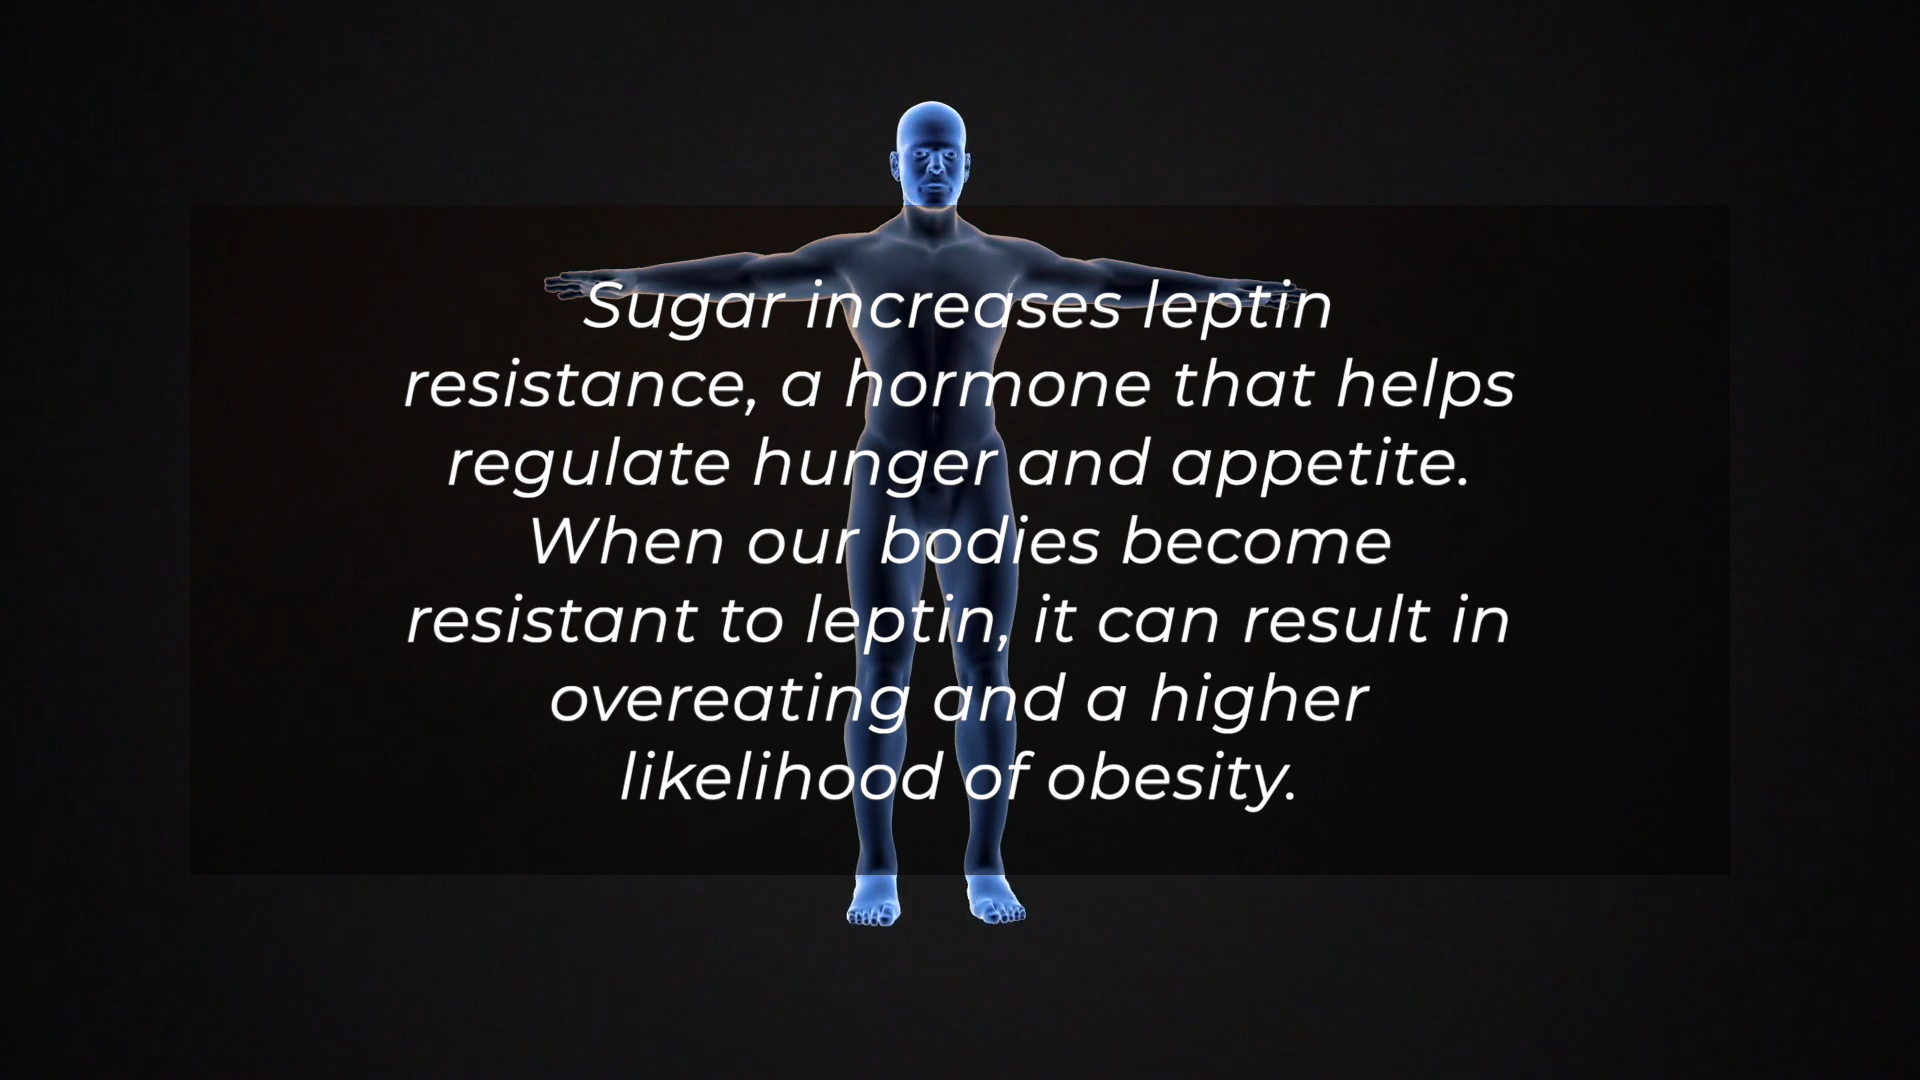 Sugar increases leptin
resistance, a hormone that helps
regulate hunger and appetite.
When our bodies become
resistant to leptin, it can result in
overeating and a higher
likelihood of obesity.